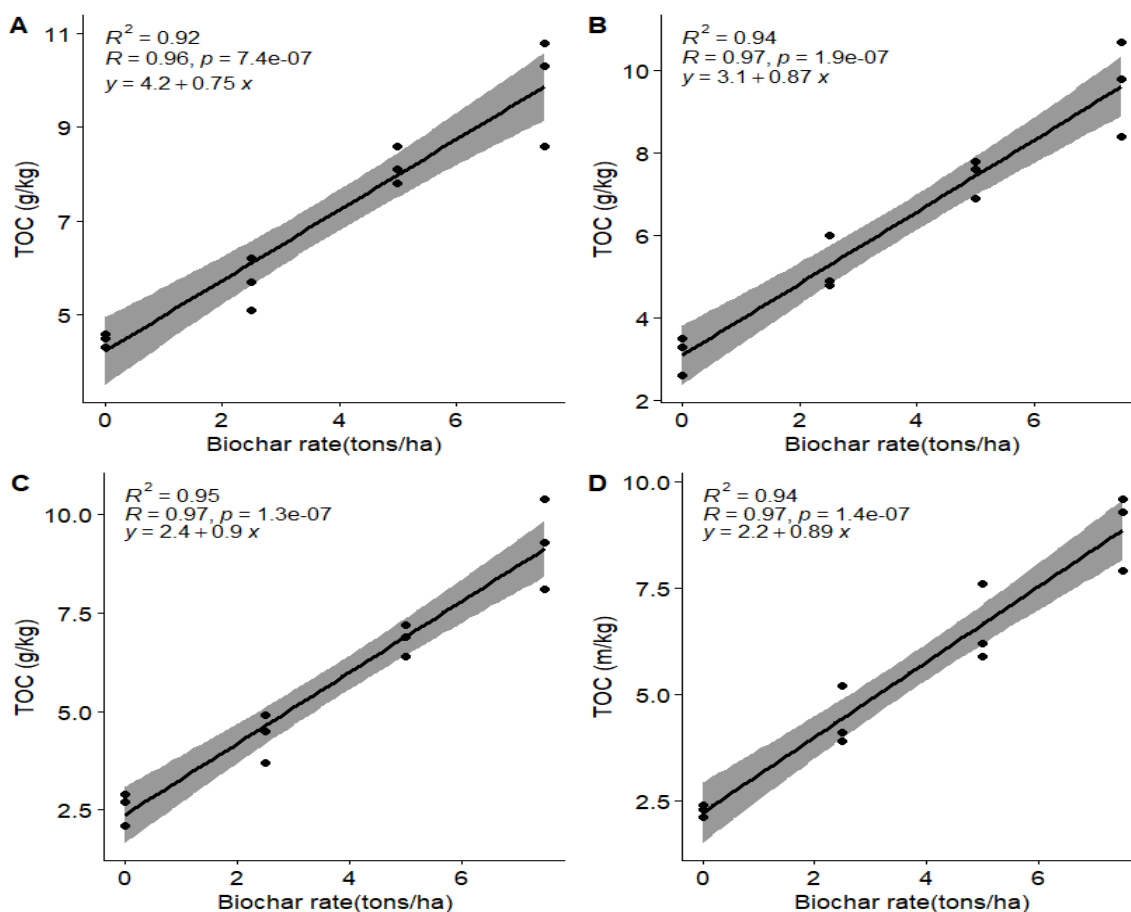 A
R² = 0.92
R = 0.96, p = 7.4e-07
y = 4.2 + 0.75 x
11
9
7
5
TOC (g/kg)
0 2 4 6
Biochar rate(tons/ha)
B
R² = 0.94
R = 0.97, p = 1.9e-07
y = 3.1 + 0.87 x
10
8
6
4
2
TOC (g/kg)
0 2 4 6
Biochar rate(tons/ha)
C
R² = 0.95
R = 0.97, p = 1.3e-07
y = 2.4 + 0.9 x
10.0
7.5
5.0
2.5
TOC (g/kg)
0 2 4 6
Biochar rate(tons/ha)
D
R² = 0.94
R = 0.97, p = 1.4e-07
y = 2.2 + 0.89 x
10.0
7.5
5.0
2.5
TOC (m/kg)
0 2 4 6
Biochar rate(tons/ha)